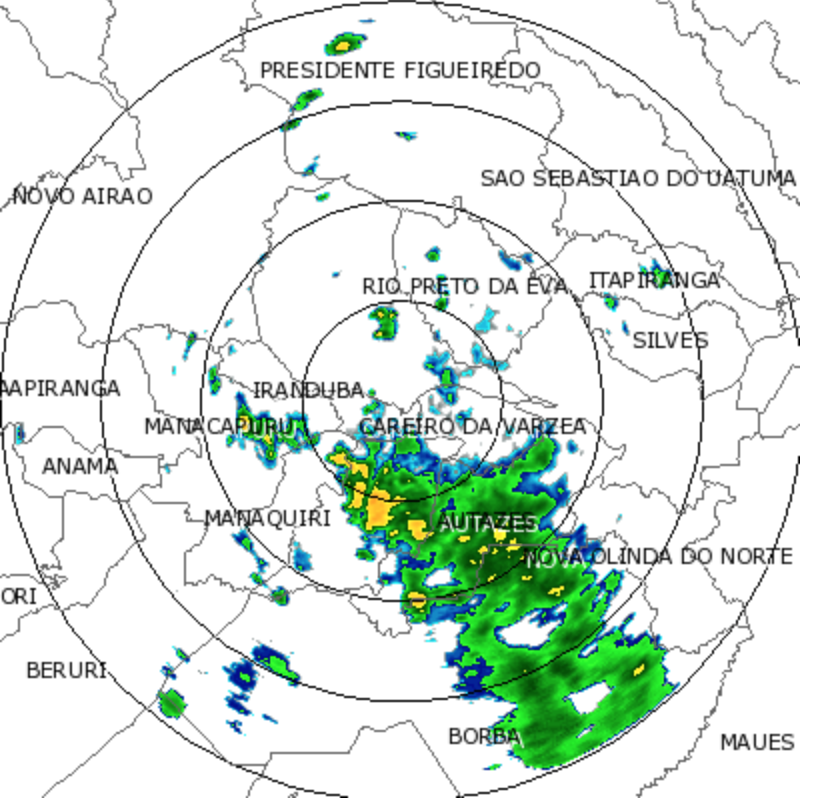 PRESIDENTE FIGUEIREDO
SAO SEBASTIAO DO UATUMA
NOVO AIRAO
ITAPIRANGA
RIO PRETO DA EVA
SILVES
AAPIRANGA
IRANDUBA
MANACAPURU
CAREIRO DA VARZEA
ANAMA
MANAQUIRI
AUTAZES
NOVA OLINDA DO NORTE
ORI
BERURI
BORBA
MAUES